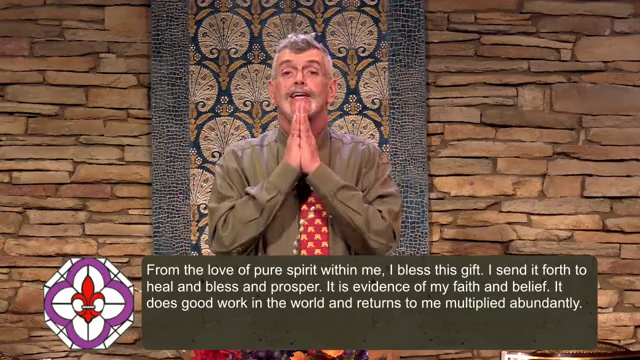 From the love of pure spirit within me, I bless this gift. I send it forth to
heal and bless and prosper. It is evidence of my faith and belief. It
does good work in the world and returns to me multiplied abundantly.